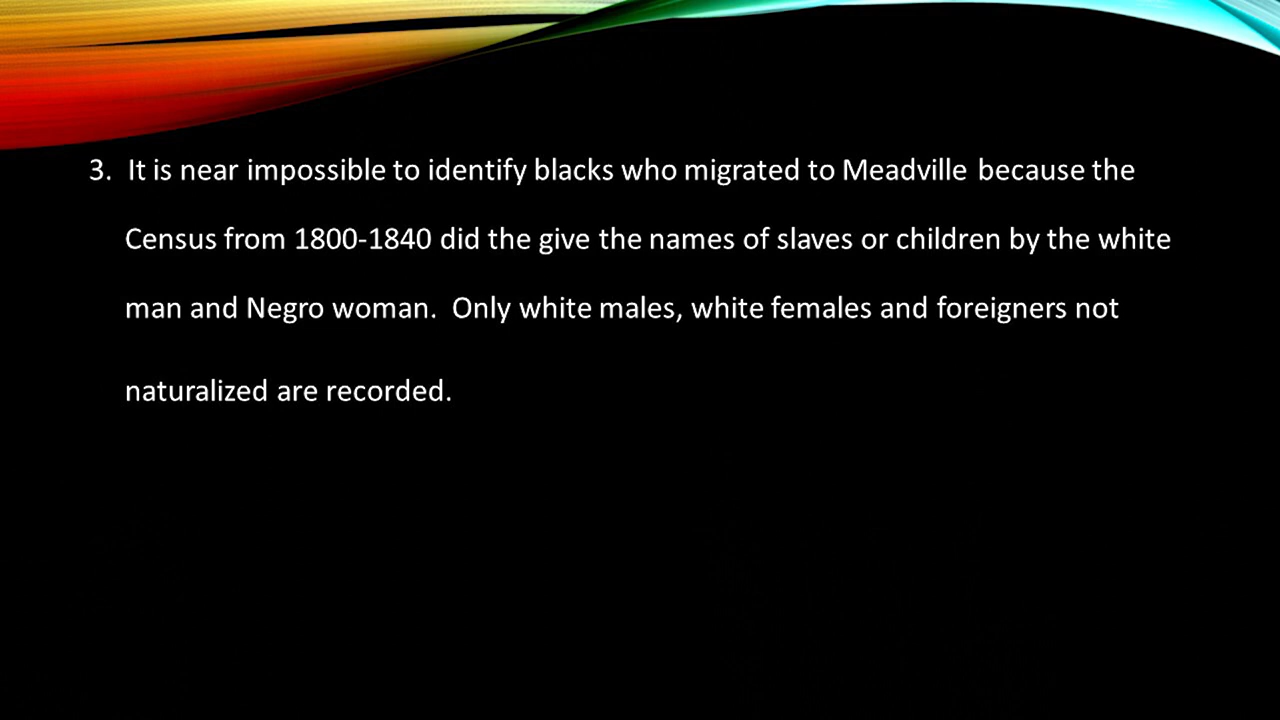 3. It is near impossible to identify blacks who migrated to Meadville because the
Census from 1800-1840 did the give the names of slaves or children by the white
man and Negro woman. Only white males, white females and foreigners not
naturalized are recorded.